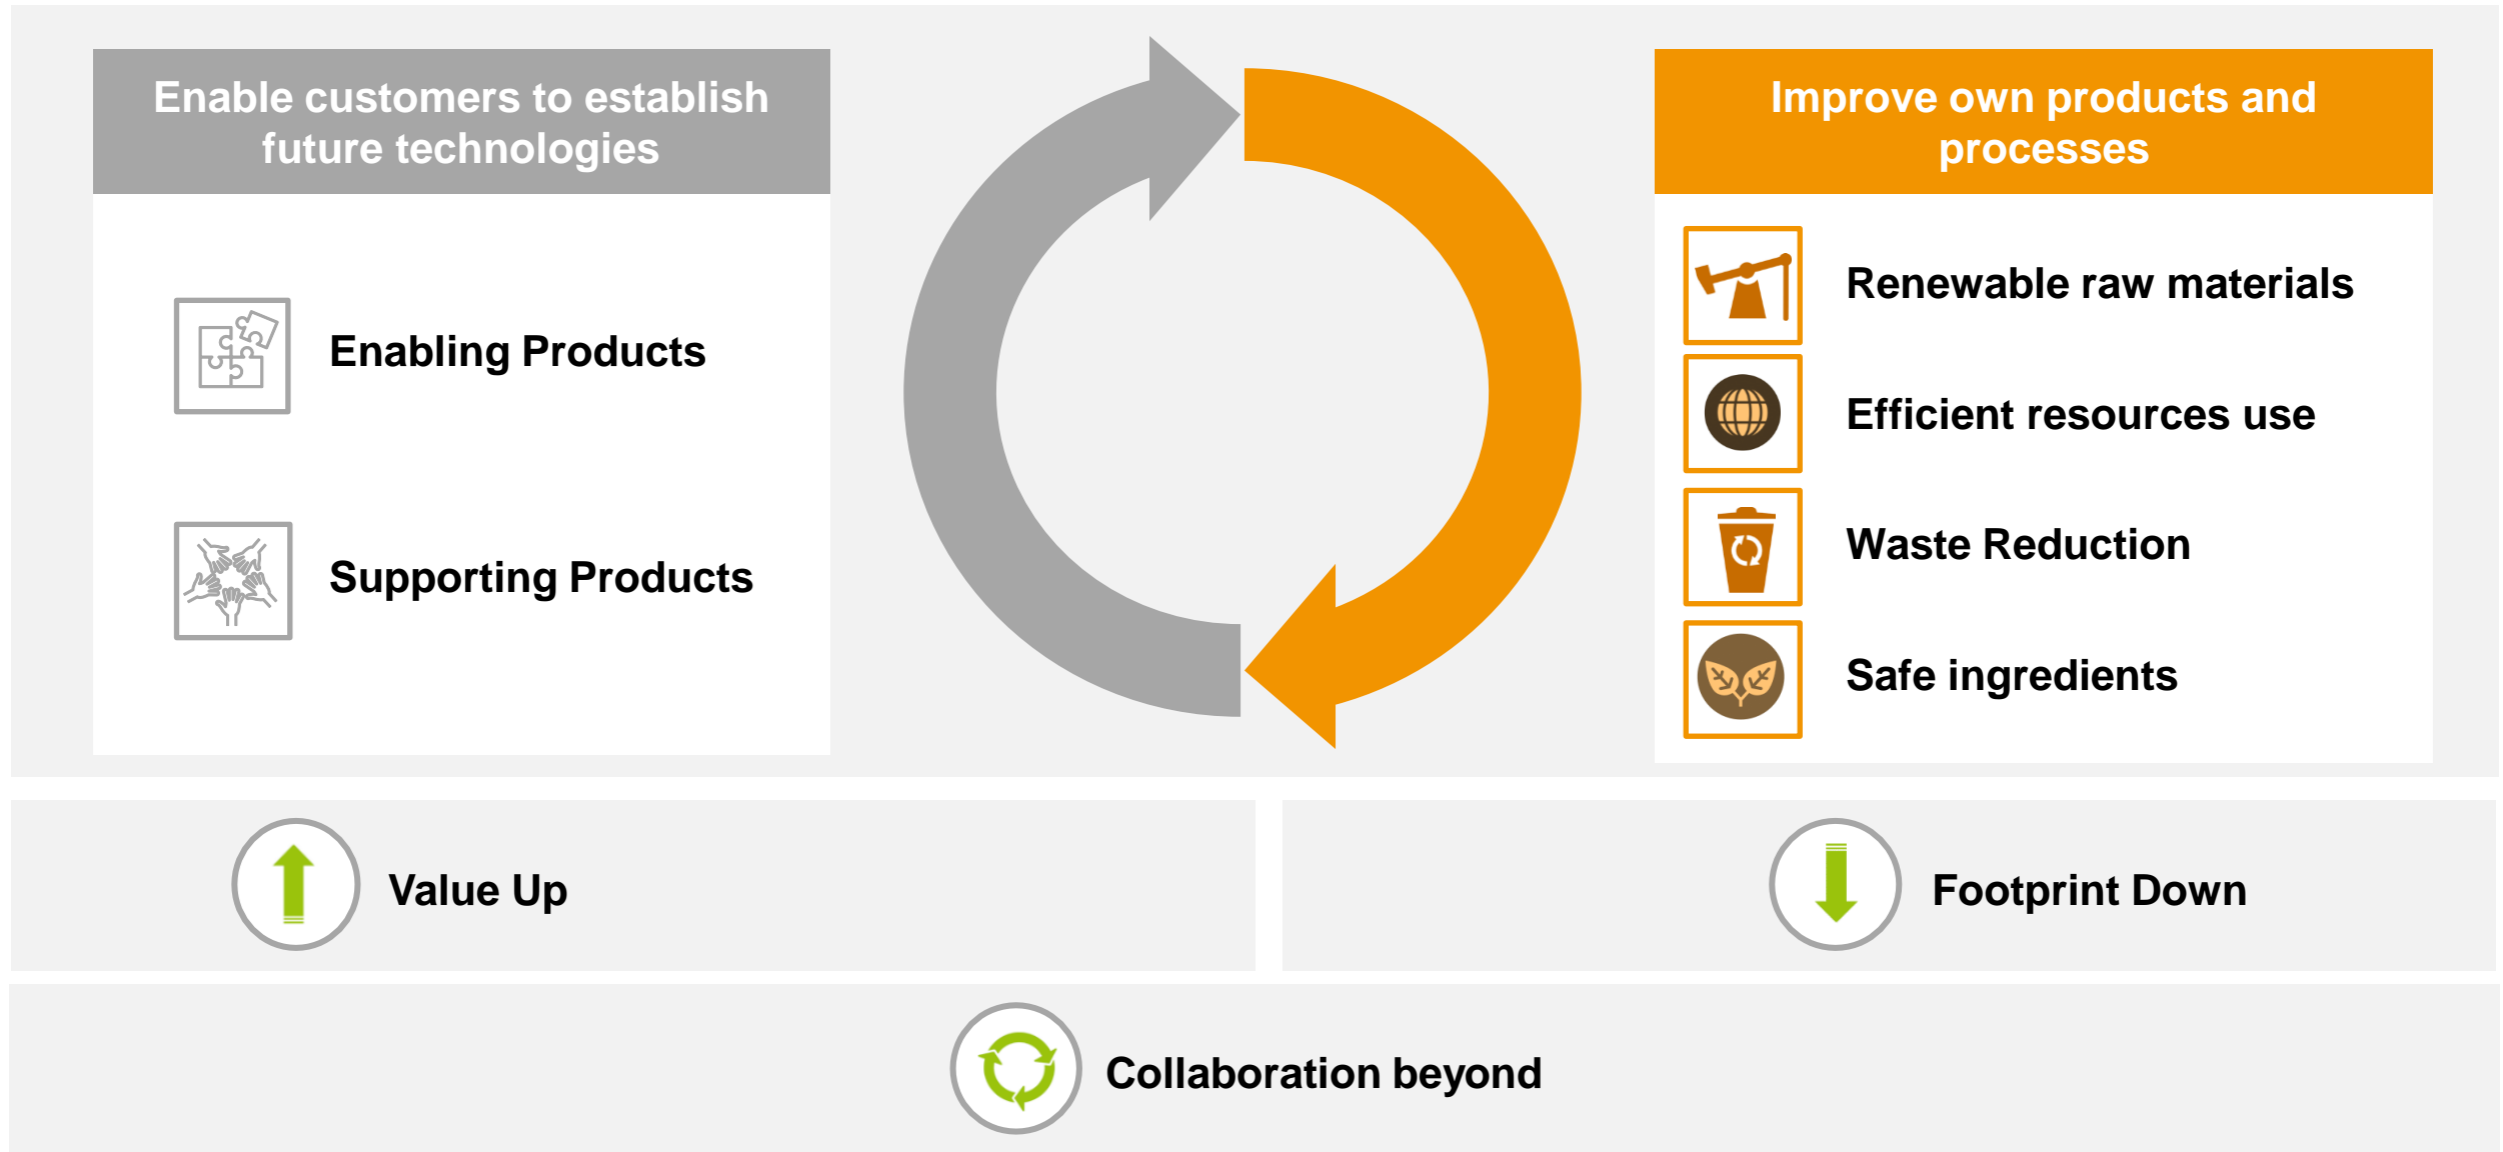 Enable customers to establish
future technologies
Enabling Products
Supporting Products
Improve own products and
processes
Renewable raw materials
Efficient resources use
Waste Reduction
Safe ingredients
Value Up
Footprint Down
Collaboration beyond